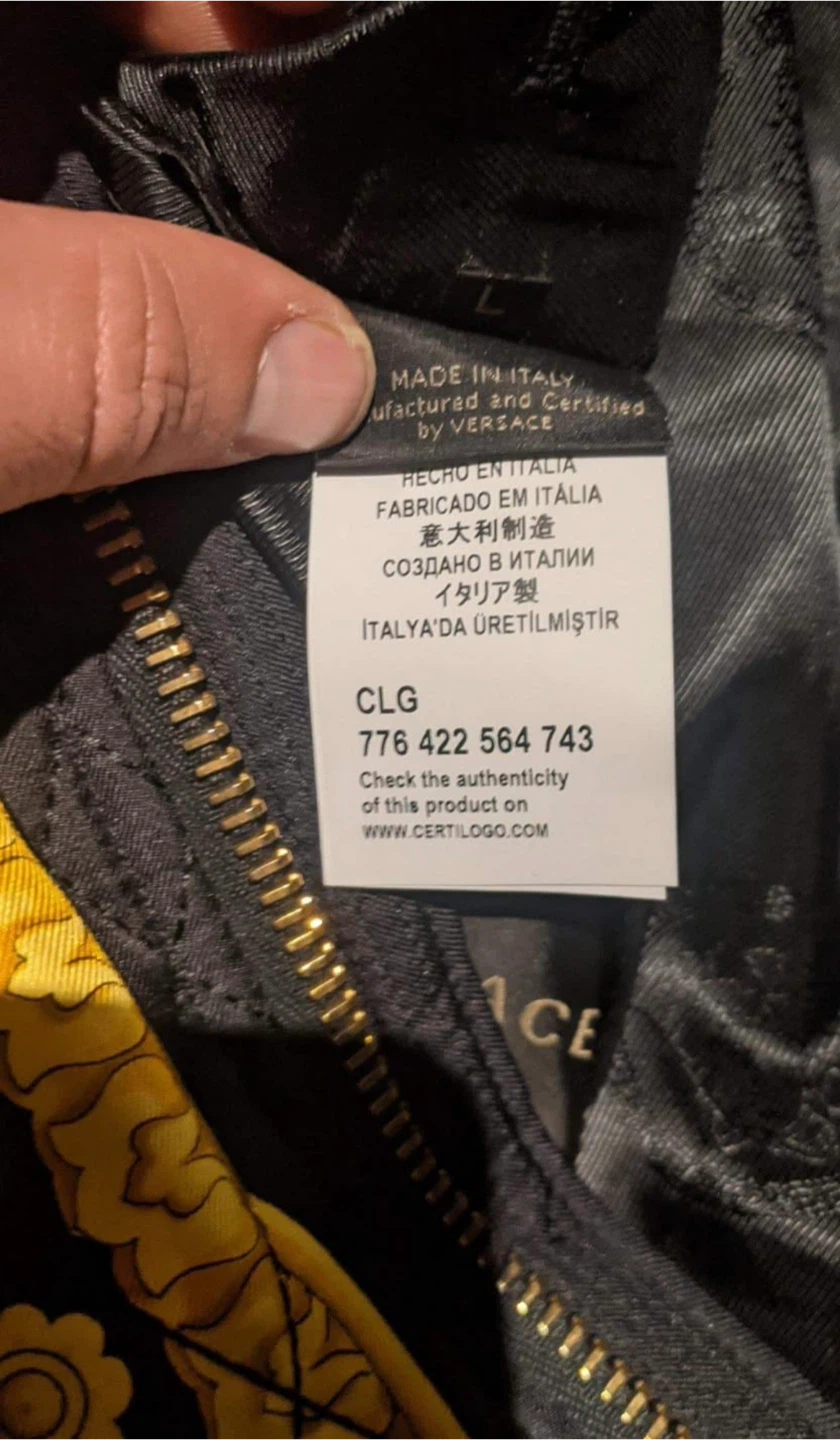 L
MADE IN ITALY
ufactured and Certified
by VERSACE
HECHO EN ITALIA
FABRICADO EM ITÁLIA
意大利制造
СОЗДАНО В ИТАЛИИ
イタリア製
İTALYA'DA ÜRETİLMİŞTİR
CLG
776 422 564 743
Check the authenticity
of this product on
WWW.CERTILOGO.COM
ACE